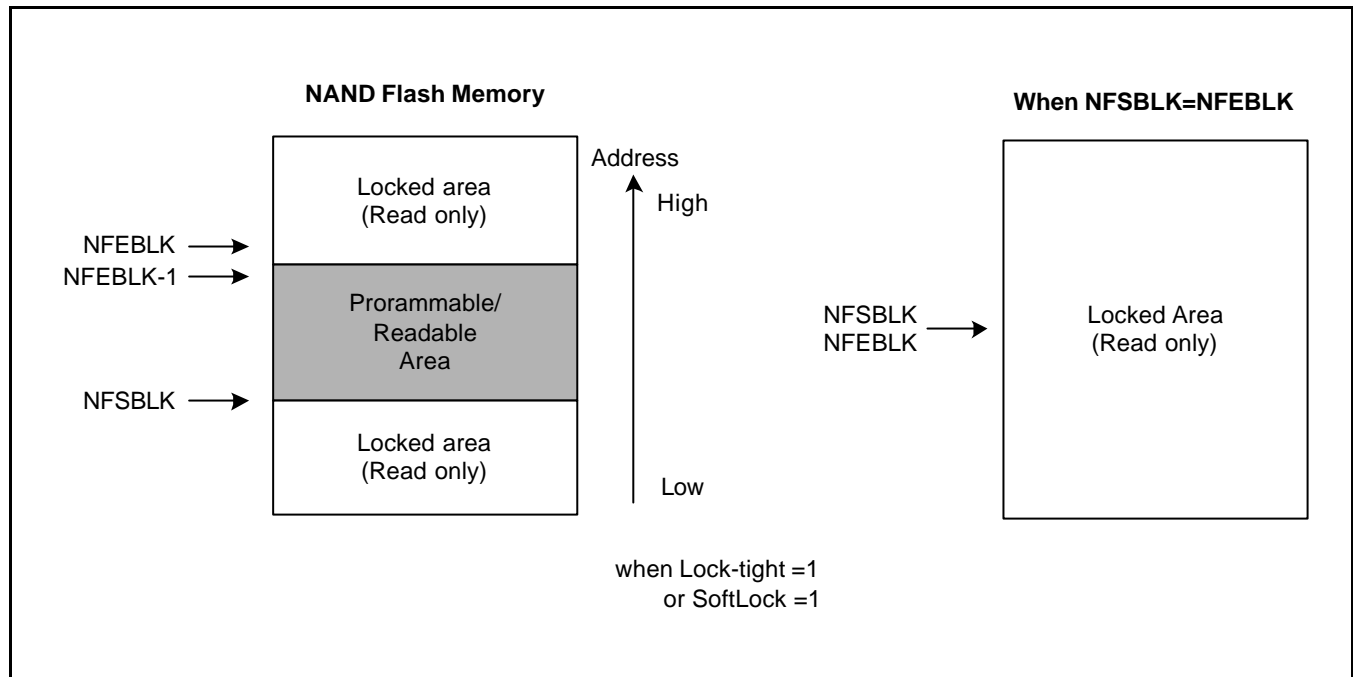 NAND Flash Memory
Locked area
(Read only)
NFEBLK
NFEBLK-1
Prorammable/
Readable
Area
NFSBLK
Locked area
(Read only)
Address
High
Low
when Lock-tight =1
or SoftLock =1
When NFSBLK=NFEBLK
NFSBLK
NFEBLK
Locked Area
(Read only)